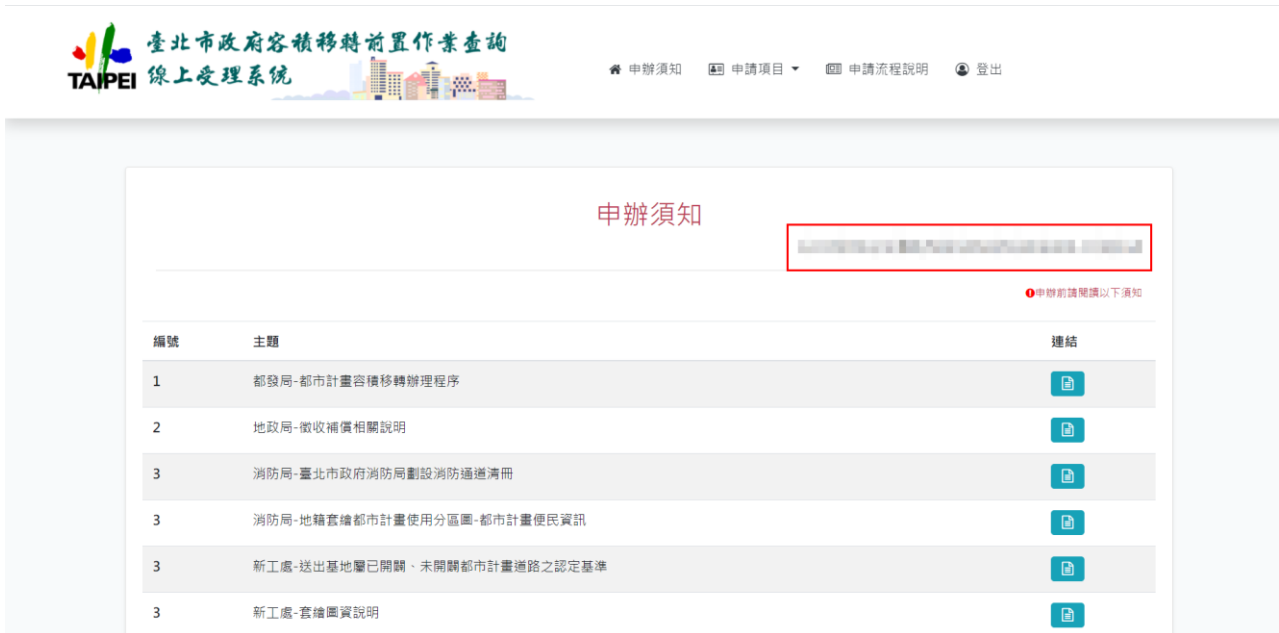 臺北市政府容積移轉前置作業查詢
TAIPEI 線上受理系統
申辦須知 申請項目 申請流程說明 登出
申辦須知
申辦前請閱讀以下須知
編號 主題 連結
1 都發局-都市計畫容積移轉辦理程序
2 地政局-徵收補償相關說明
3 消防局-臺北市政府消防局劃設消防通道清冊
3 消防局-地籍套繪都市計畫使用分區圖-都市計畫便民資訊
3 新工處-送出基地屬已開闢、未開闢都市計畫道路之認定基準
3 新工處-套繪圖資說明